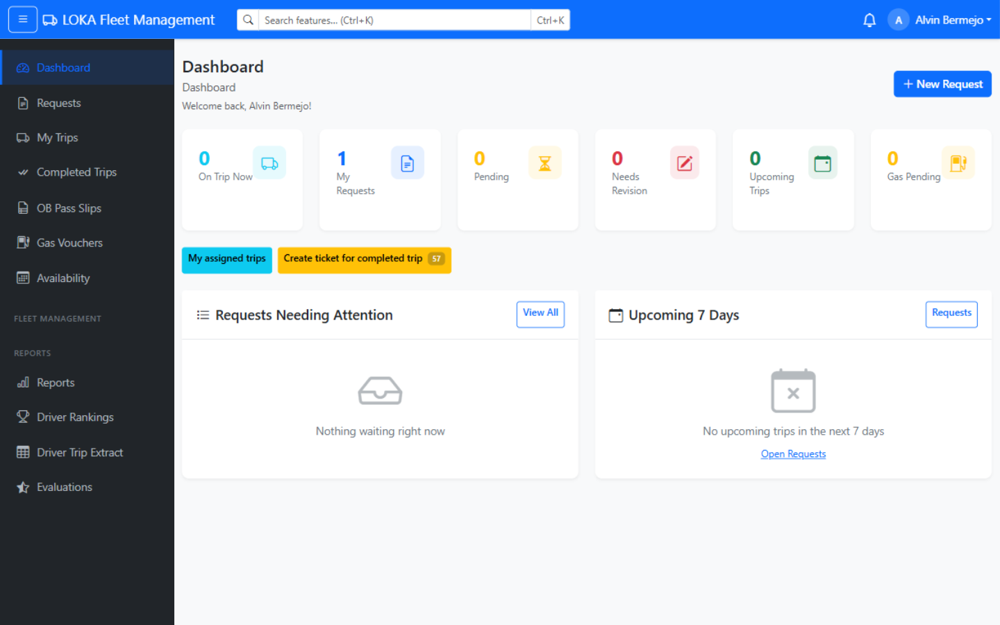 LOKA Fleet Management
Search features... (Ctrl+K)
Ctrl+K
A
Alvin Bermejo
Dashboard
Requests
My Trips
Completed Trips
OB Pass Slips
Gas Vouchers
Availability
FLEET MANAGEMENT
REPORTS
Reports
Driver Rankings
Driver Trip Extract
Evaluations
Dashboard
Dashboard
Welcome back, Alvin Bermejo!
+ New Request
0
On Trip Now
1
My
Requests
0
Pending
0
Needs
Revision
0
Upcoming
Trips
0
Gas Pending
My assigned trips
Create ticket for completed trip 57
Requests Needing Attention
View All
Nothing waiting right now
Upcoming 7 Days
Requests
No upcoming trips in the next 7 days
Open Requests